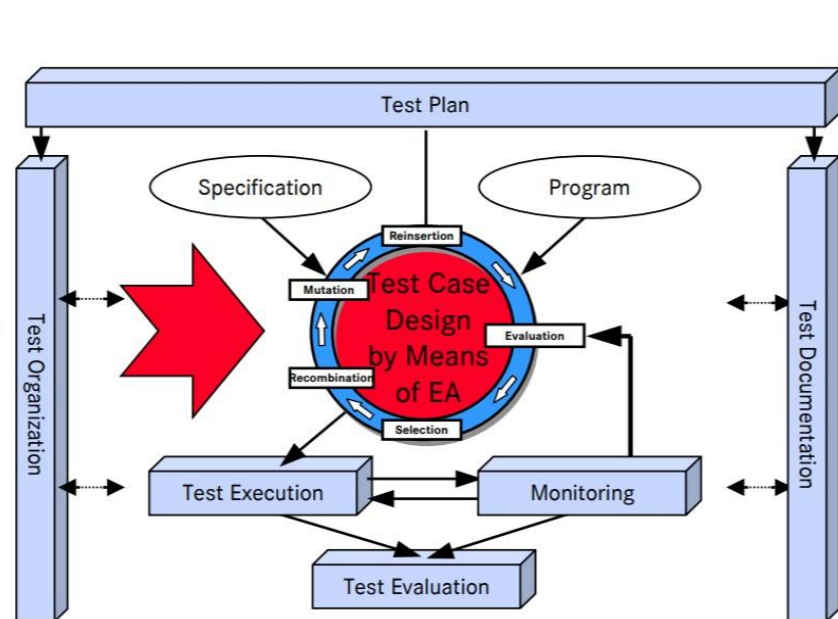 Test Plan
Specification
Program
Reinsertion
Mutation
Test Case
Design
by Means
of EA
Evaluation
Recombination
Selection
Test Organization
Test Documentation
Test Execution
Monitoring
Test Evaluation